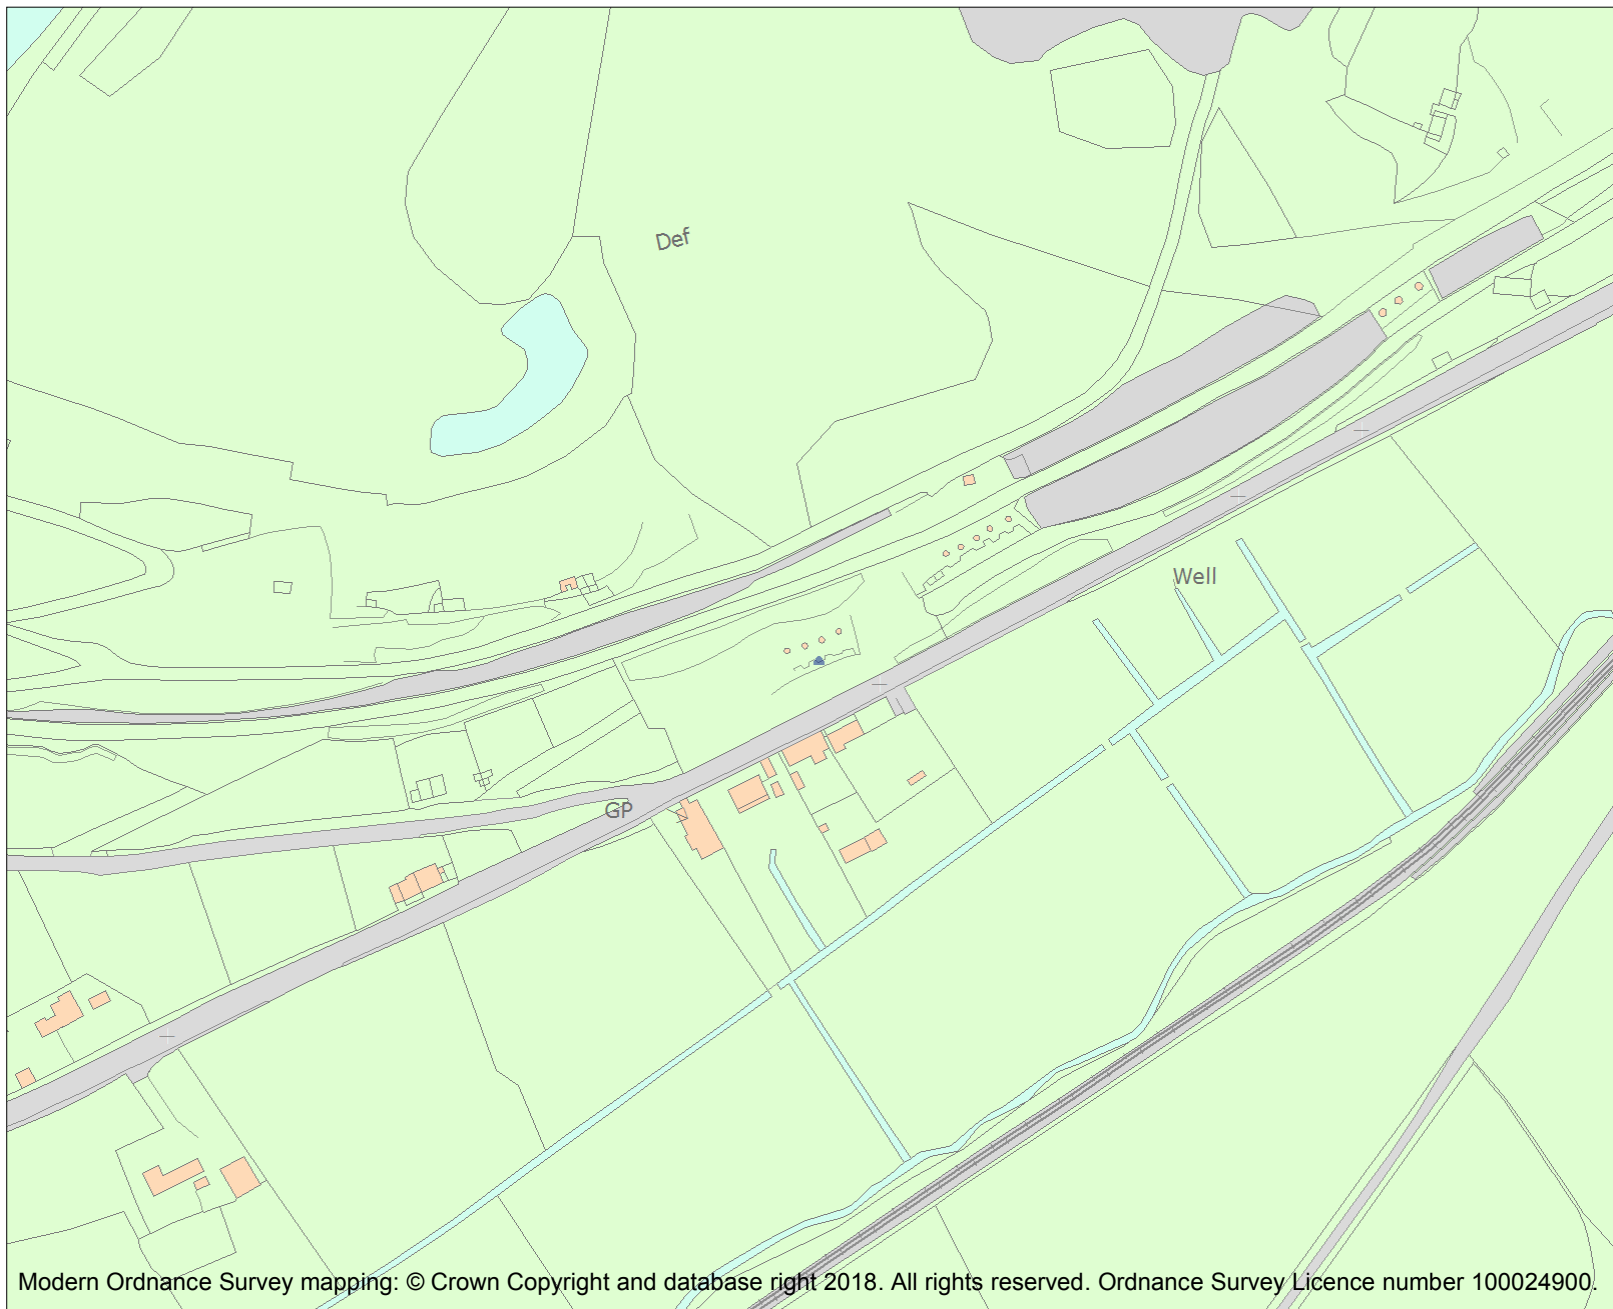 Def
Well
GP
Modern Ordnance Survey mapping: © Crown Copyright and database right 2018. All rights reserved. Ordnance Survey Licence number 100024900.